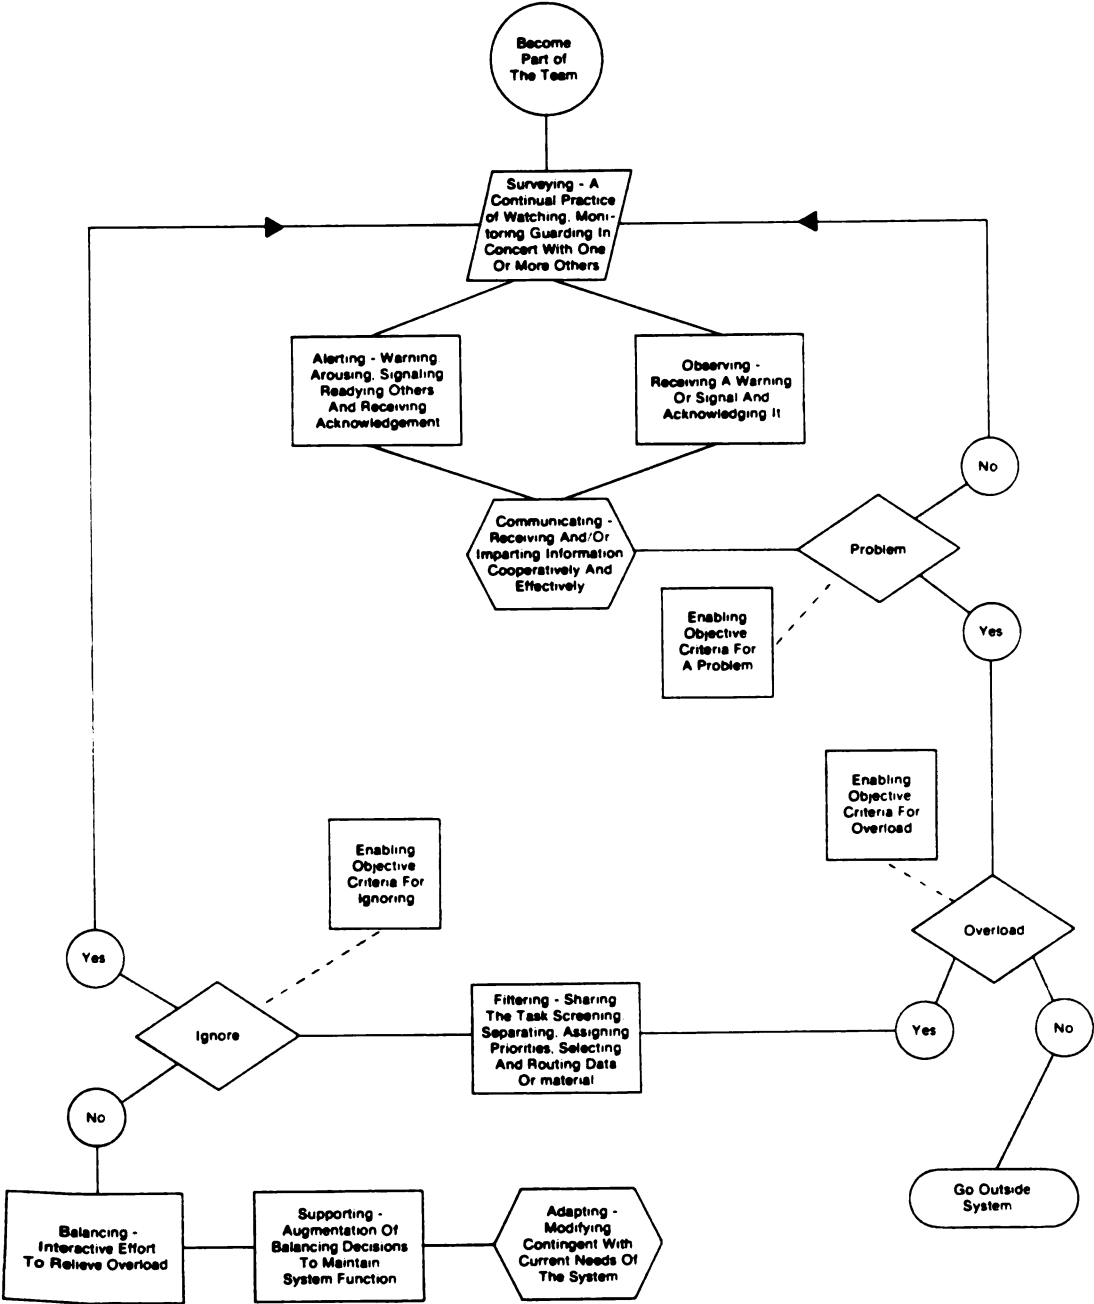 Become
Part of
The Team
Surveying - A
Continual Practice
of Watching, Moni-
toring Guarding In
Concert With One
Or More Others
Alerting - Warning
Arousing, Signaling
Readying Others
And Receiving
Acknowledgement
Observing -
Receiving A Warning
Or Signal And
Acknowledging It
No
Communicating -
Receiving And/Or
Imparting Information
Cooperatively And
Effectively
Problem
Enabling
Objective
Criteria For
A Problem
Yes
Enabling
Objective
Criteria For
Overload
Enabling
Objective
Criteria For
Ignoring
Overload
Yes
Ignore
Filtering - Sharing
The Task Screening
Separating, Assigning
Priorities, Selecting
And Routing Data
Or material
Yes
No
No
Go Outside
System
Balancing -
Interactive Effort
To Relieve Overload
Supporting -
Augmentation Of
Balancing Decisions
To Maintain
System Function
Adapting -
Modifying
Contingent With
Current Needs Of
The System